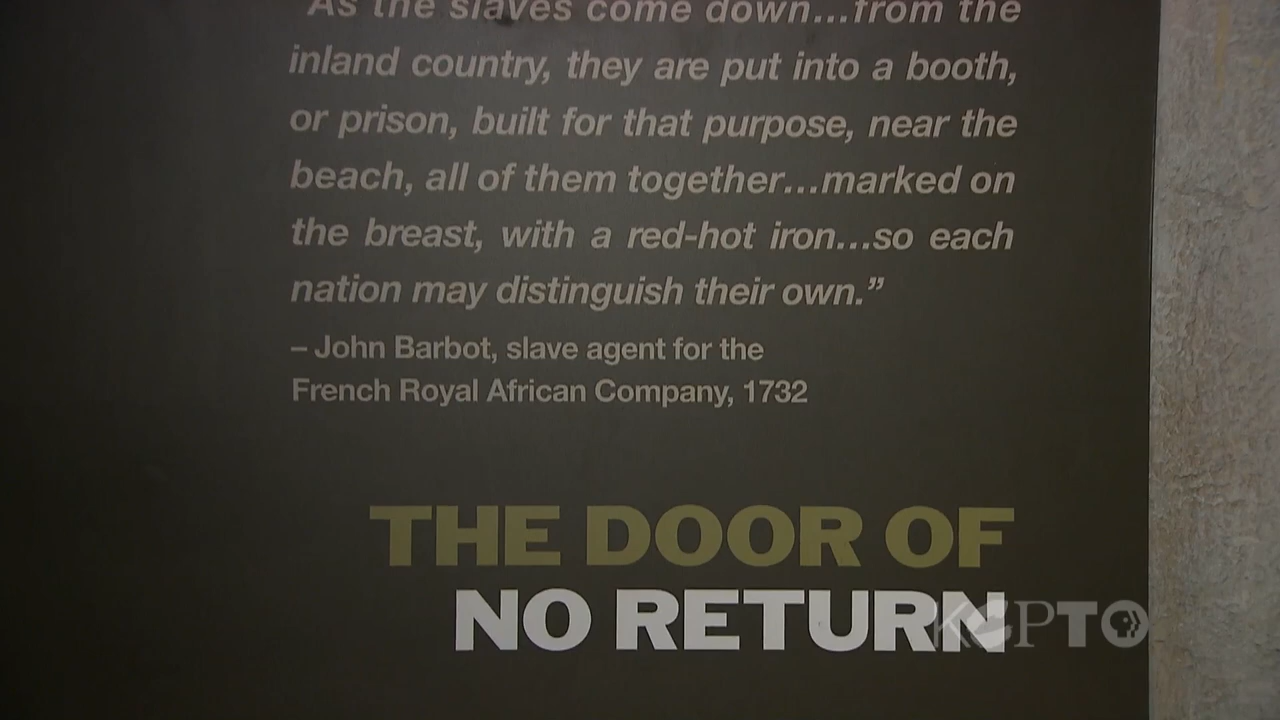 “As the slaves come down...from the
inland country, they are put into a booth,
or prison, built for that purpose, near the
beach, all of them together...marked on
the breast, with a red-hot iron...so each
nation may distinguish their own.”
– John Barbot, slave agent for the
French Royal African Company, 1732
THE DOOR OF
NO RETURN
KCPT